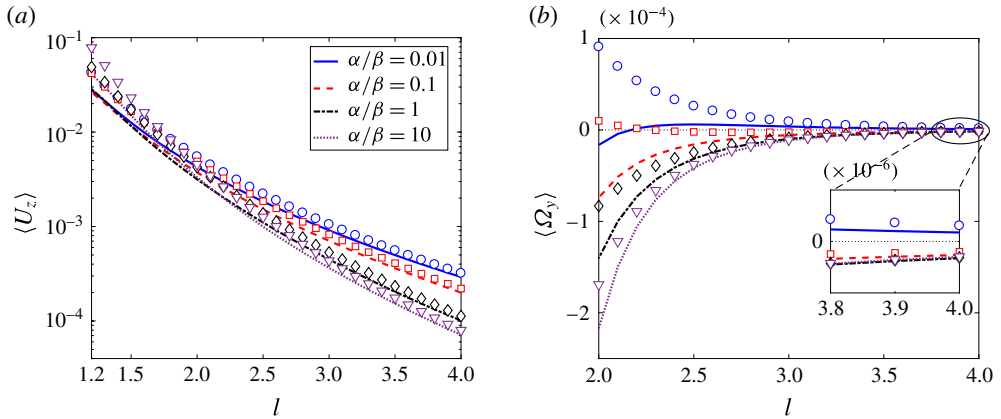 (a)
10⁻¹
10⁻²
10⁻³
10⁻⁴
⟨U_z⟩
α/β = 0.01
α/β = 0.1
α/β = 1
α/β = 10
1.2 1.5 2.0 2.5 3.0 3.5 4.0
l
(b)
(× 10⁻⁴)
1
0
−1
−2
⟨Ω_y⟩
(× 10⁻⁶)
0
3.8 3.9 4.0
2.0 2.5 3.0 3.5 4.0
l